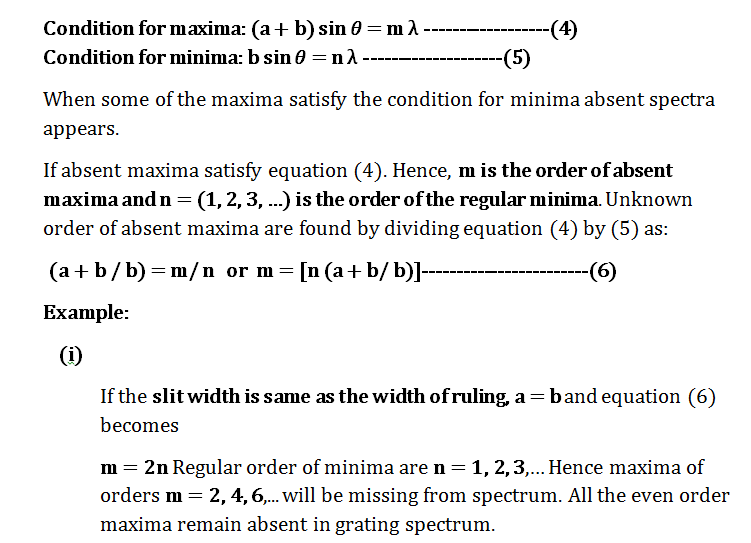 Condition for maxima: (a + b) sin θ = m λ --------------------(4)
Condition for minima: b sin θ = n λ ----------------------(5)
When some of the maxima satisfy the condition for minima absent spectra
appears.
If absent maxima satisfy equation (4). Hence, m is the order of absent
maxima and n = (1, 2, 3, ...) is the order of the regular minima. Unknown
order of absent maxima are found by dividing equation (4) by (5) as:
(a + b / b) = m/n or m = [n (a + b/ b)]--------------------------(6)
Example:
(i)
If the slit width is same as the width of ruling, a = b and equation (6)
becomes
m = 2n Regular order of minima are n = 1, 2, 3,... Hence maxima of
orders m = 2, 4, 6,... will be missing from spectrum. All the even order
maxima remain absent in grating spectrum.